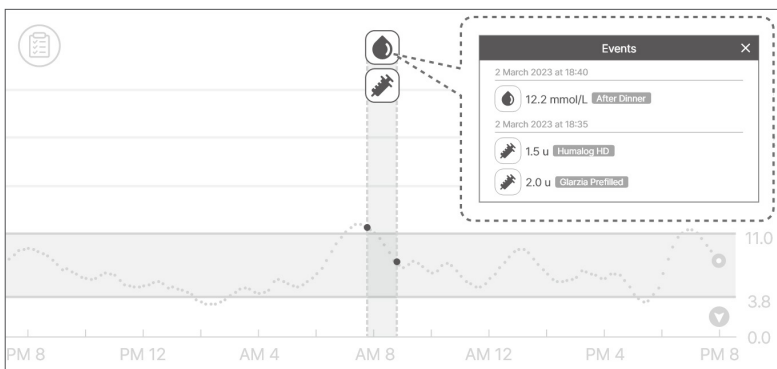 Events
2 March 2023 at 18:40
12.2 mmol/L After Dinner
2 March 2023 at 18:35
1.5 u Humalog HD
2.0 u Glarzia Prefilled
11.0
3.8
0.0
PM 8 PM 12 AM 4 AM 8 AM 12 PM 4 PM 8